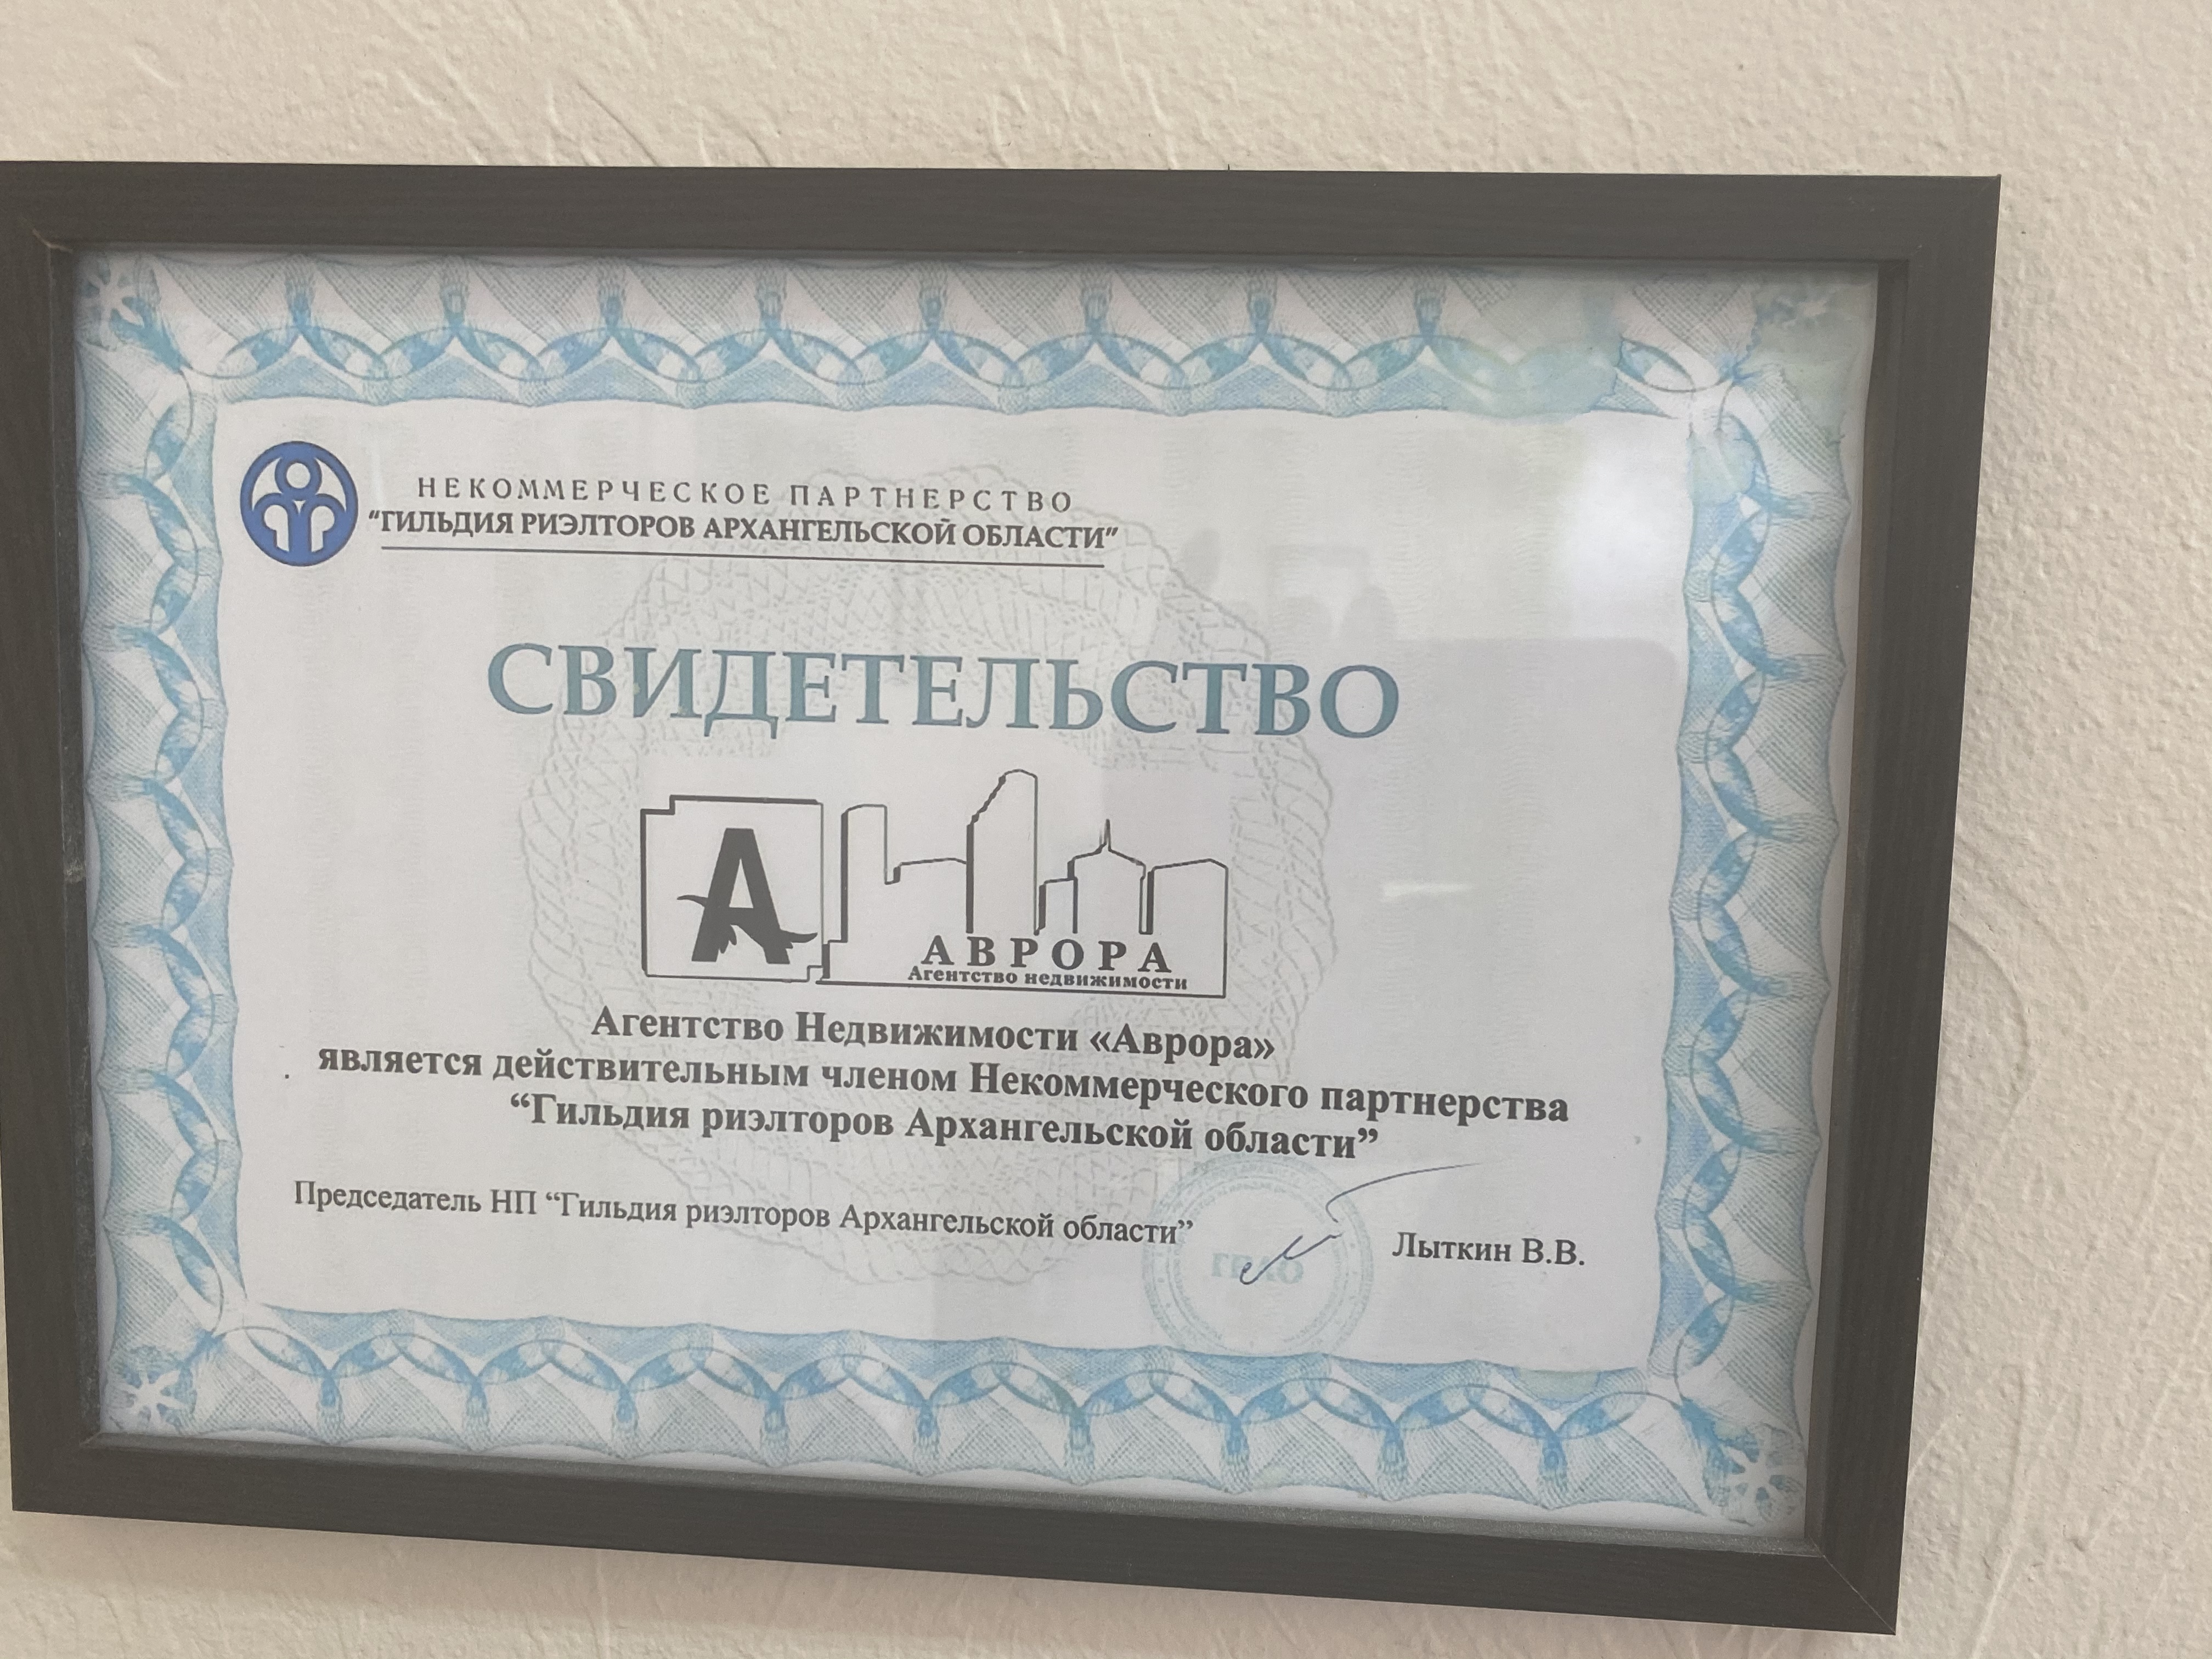 НЕКОММЕРЧЕСКОЕ ПАРТНЕРСТВО
"ГИЛЬДИЯ РИЭЛТОРОВ АРХАНГЕЛЬСКОЙ ОБЛАСТИ"
СВИДЕТЕЛЬСТВО
А
АВРОРА
Агентство недвижимости
Агентство Недвижимости «Аврора»
является действительным членом Некоммерческого партнерства
“Гильдия риэлторов Архангельской области”
Председатель НП “Гильдия риэлторов Архангельской области”
Лыткин В.В.